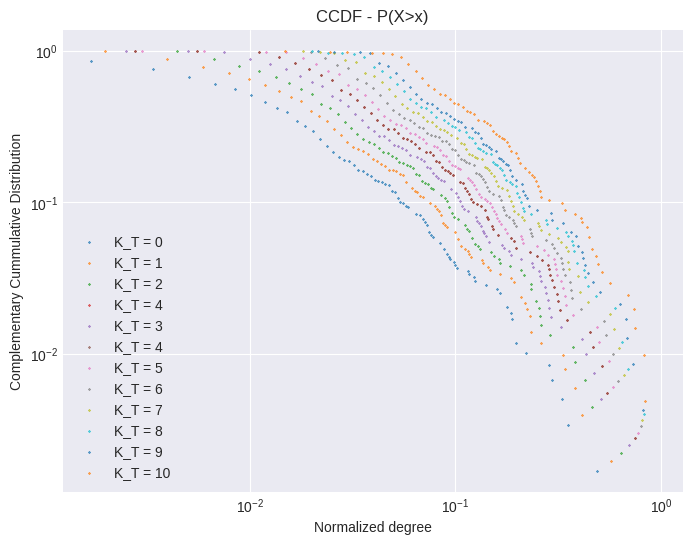 CCDF - P(X>x)
Complementary Cummulative Distribution
10⁰
10⁻¹
10⁻²
K_T = 0
K_T = 1
K_T = 2
K_T = 4
K_T = 3
K_T = 4
K_T = 5
K_T = 6
K_T = 7
K_T = 8
K_T = 9
K_T = 10
10⁻² 10⁻¹ 10⁰
Normalized degree